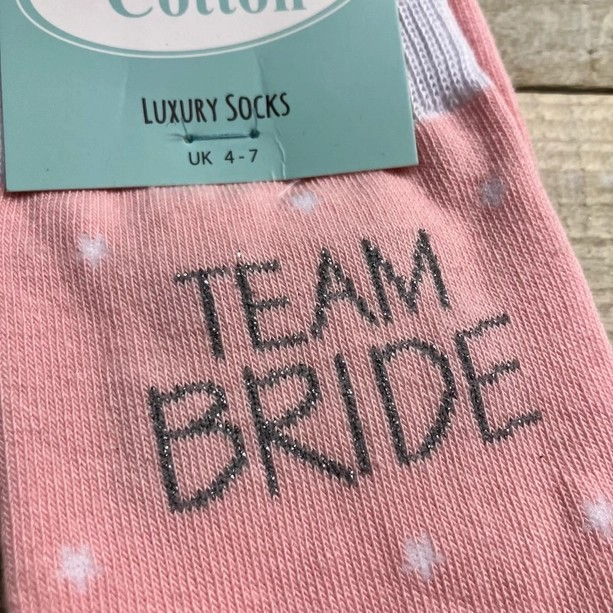 Cotton
LUXURY SOCKS
UK 4-7
TEAM
BRIDE